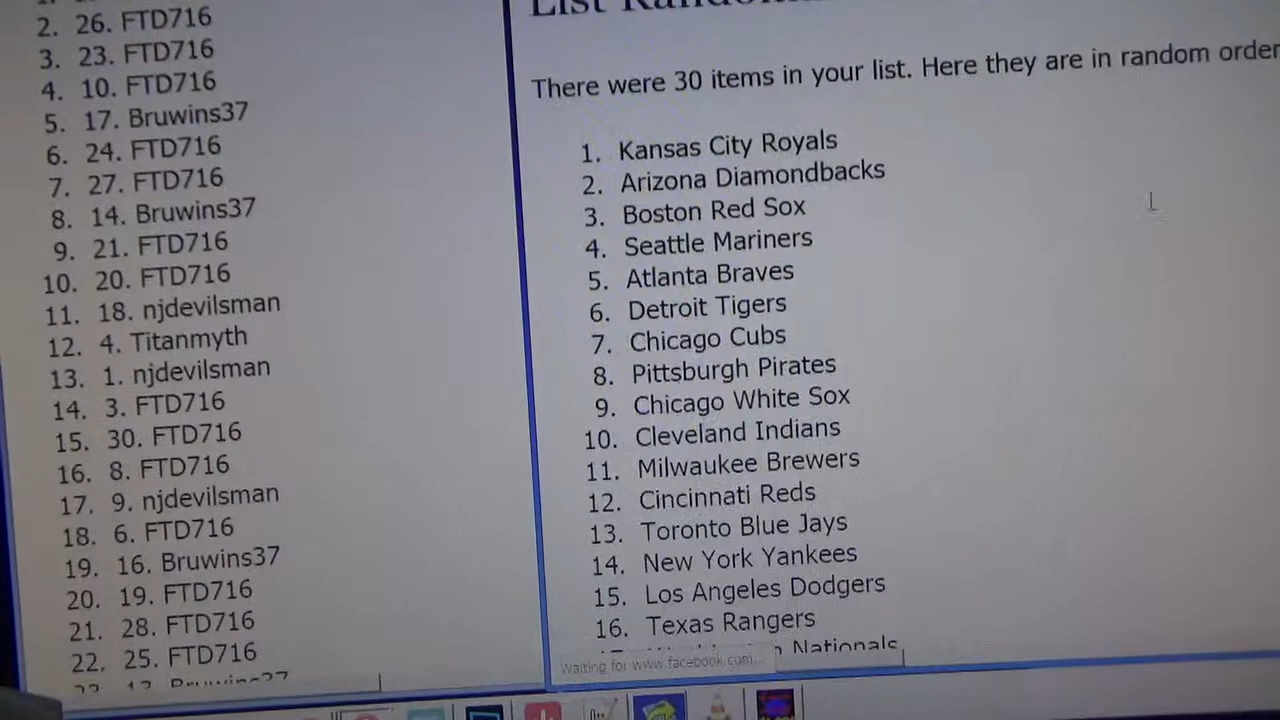 2. 26. FTD716
3. 23. FTD716
4. 10. FTD716
5. 17. Bruwins37
6. 24. FTD716
7. 27. FTD716
8. 14. Bruwins37
9. 21. FTD716
10. 20. FTD716
11. 18. njdevilsman
12. 4. Titanmyth
13. 1. njdevilsman
14. 3. FTD716
15. 30. FTD716
16. 8. FTD716
17. 9. njdevilsman
18. 6. FTD716
19. 16. Bruwins37
20. 19. FTD716
21. 28. FTD716
22. 25. FTD716
There were 30 items in your list. Here they are in random order
1. Kansas City Royals
2. Arizona Diamondbacks
3. Boston Red Sox
4. Seattle Mariners
5. Atlanta Braves
6. Detroit Tigers
7. Chicago Cubs
8. Pittsburgh Pirates
9. Chicago White Sox
10. Cleveland Indians
11. Milwaukee Brewers
12. Cincinnati Reds
13. Toronto Blue Jays
14. New York Yankees
15. Los Angeles Dodgers
16. Texas Rangers
Nationals
Waiting for www.facebook.com...